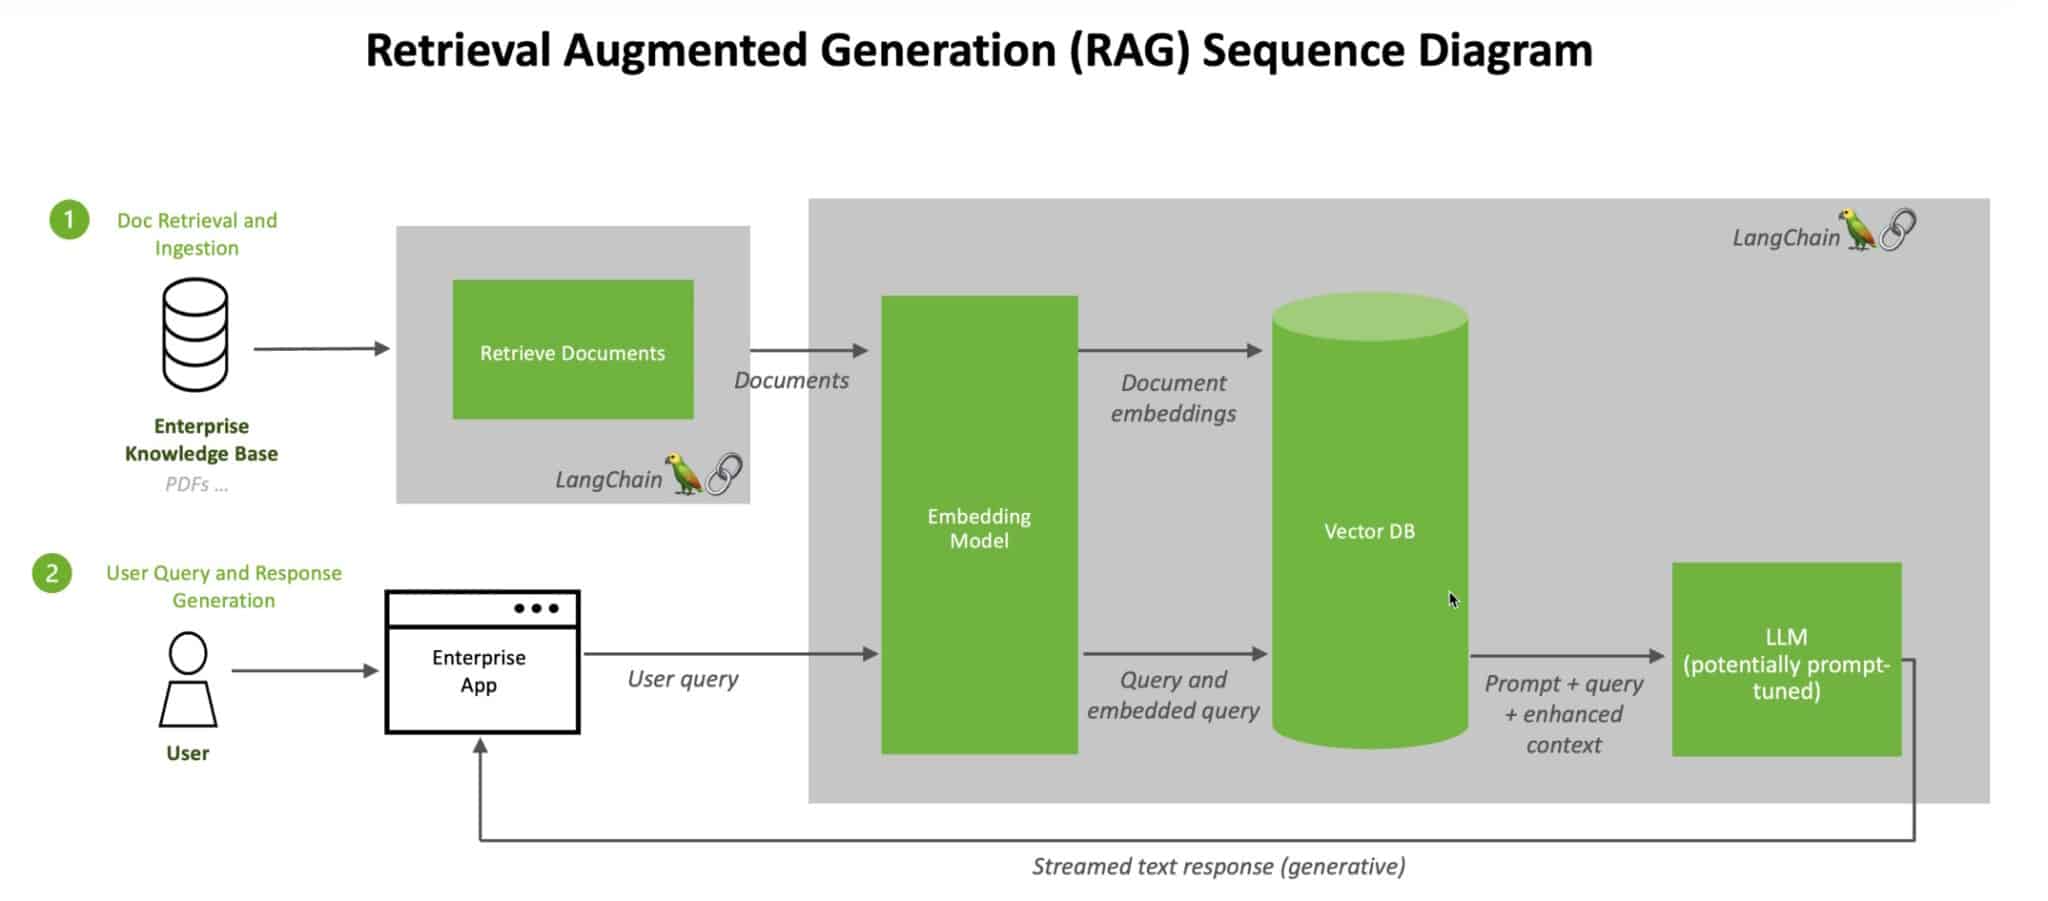 Retrieval Augmented Generation (RAG) Sequence Diagram
1
Doc Retrieval and
Ingestion
Enterprise
Knowledge Base
PDFs ...
Retrieve Documents
LangChain
Documents
LangChain
Embedding
Model
Document
embeddings
Vector DB
2
User Query and Response
Generation
User
Enterprise
App
User query
Query and
embedded query
Prompt + query
+ enhanced
context
LLM
(potentially prompt-
tuned)
Streamed text response (generative)